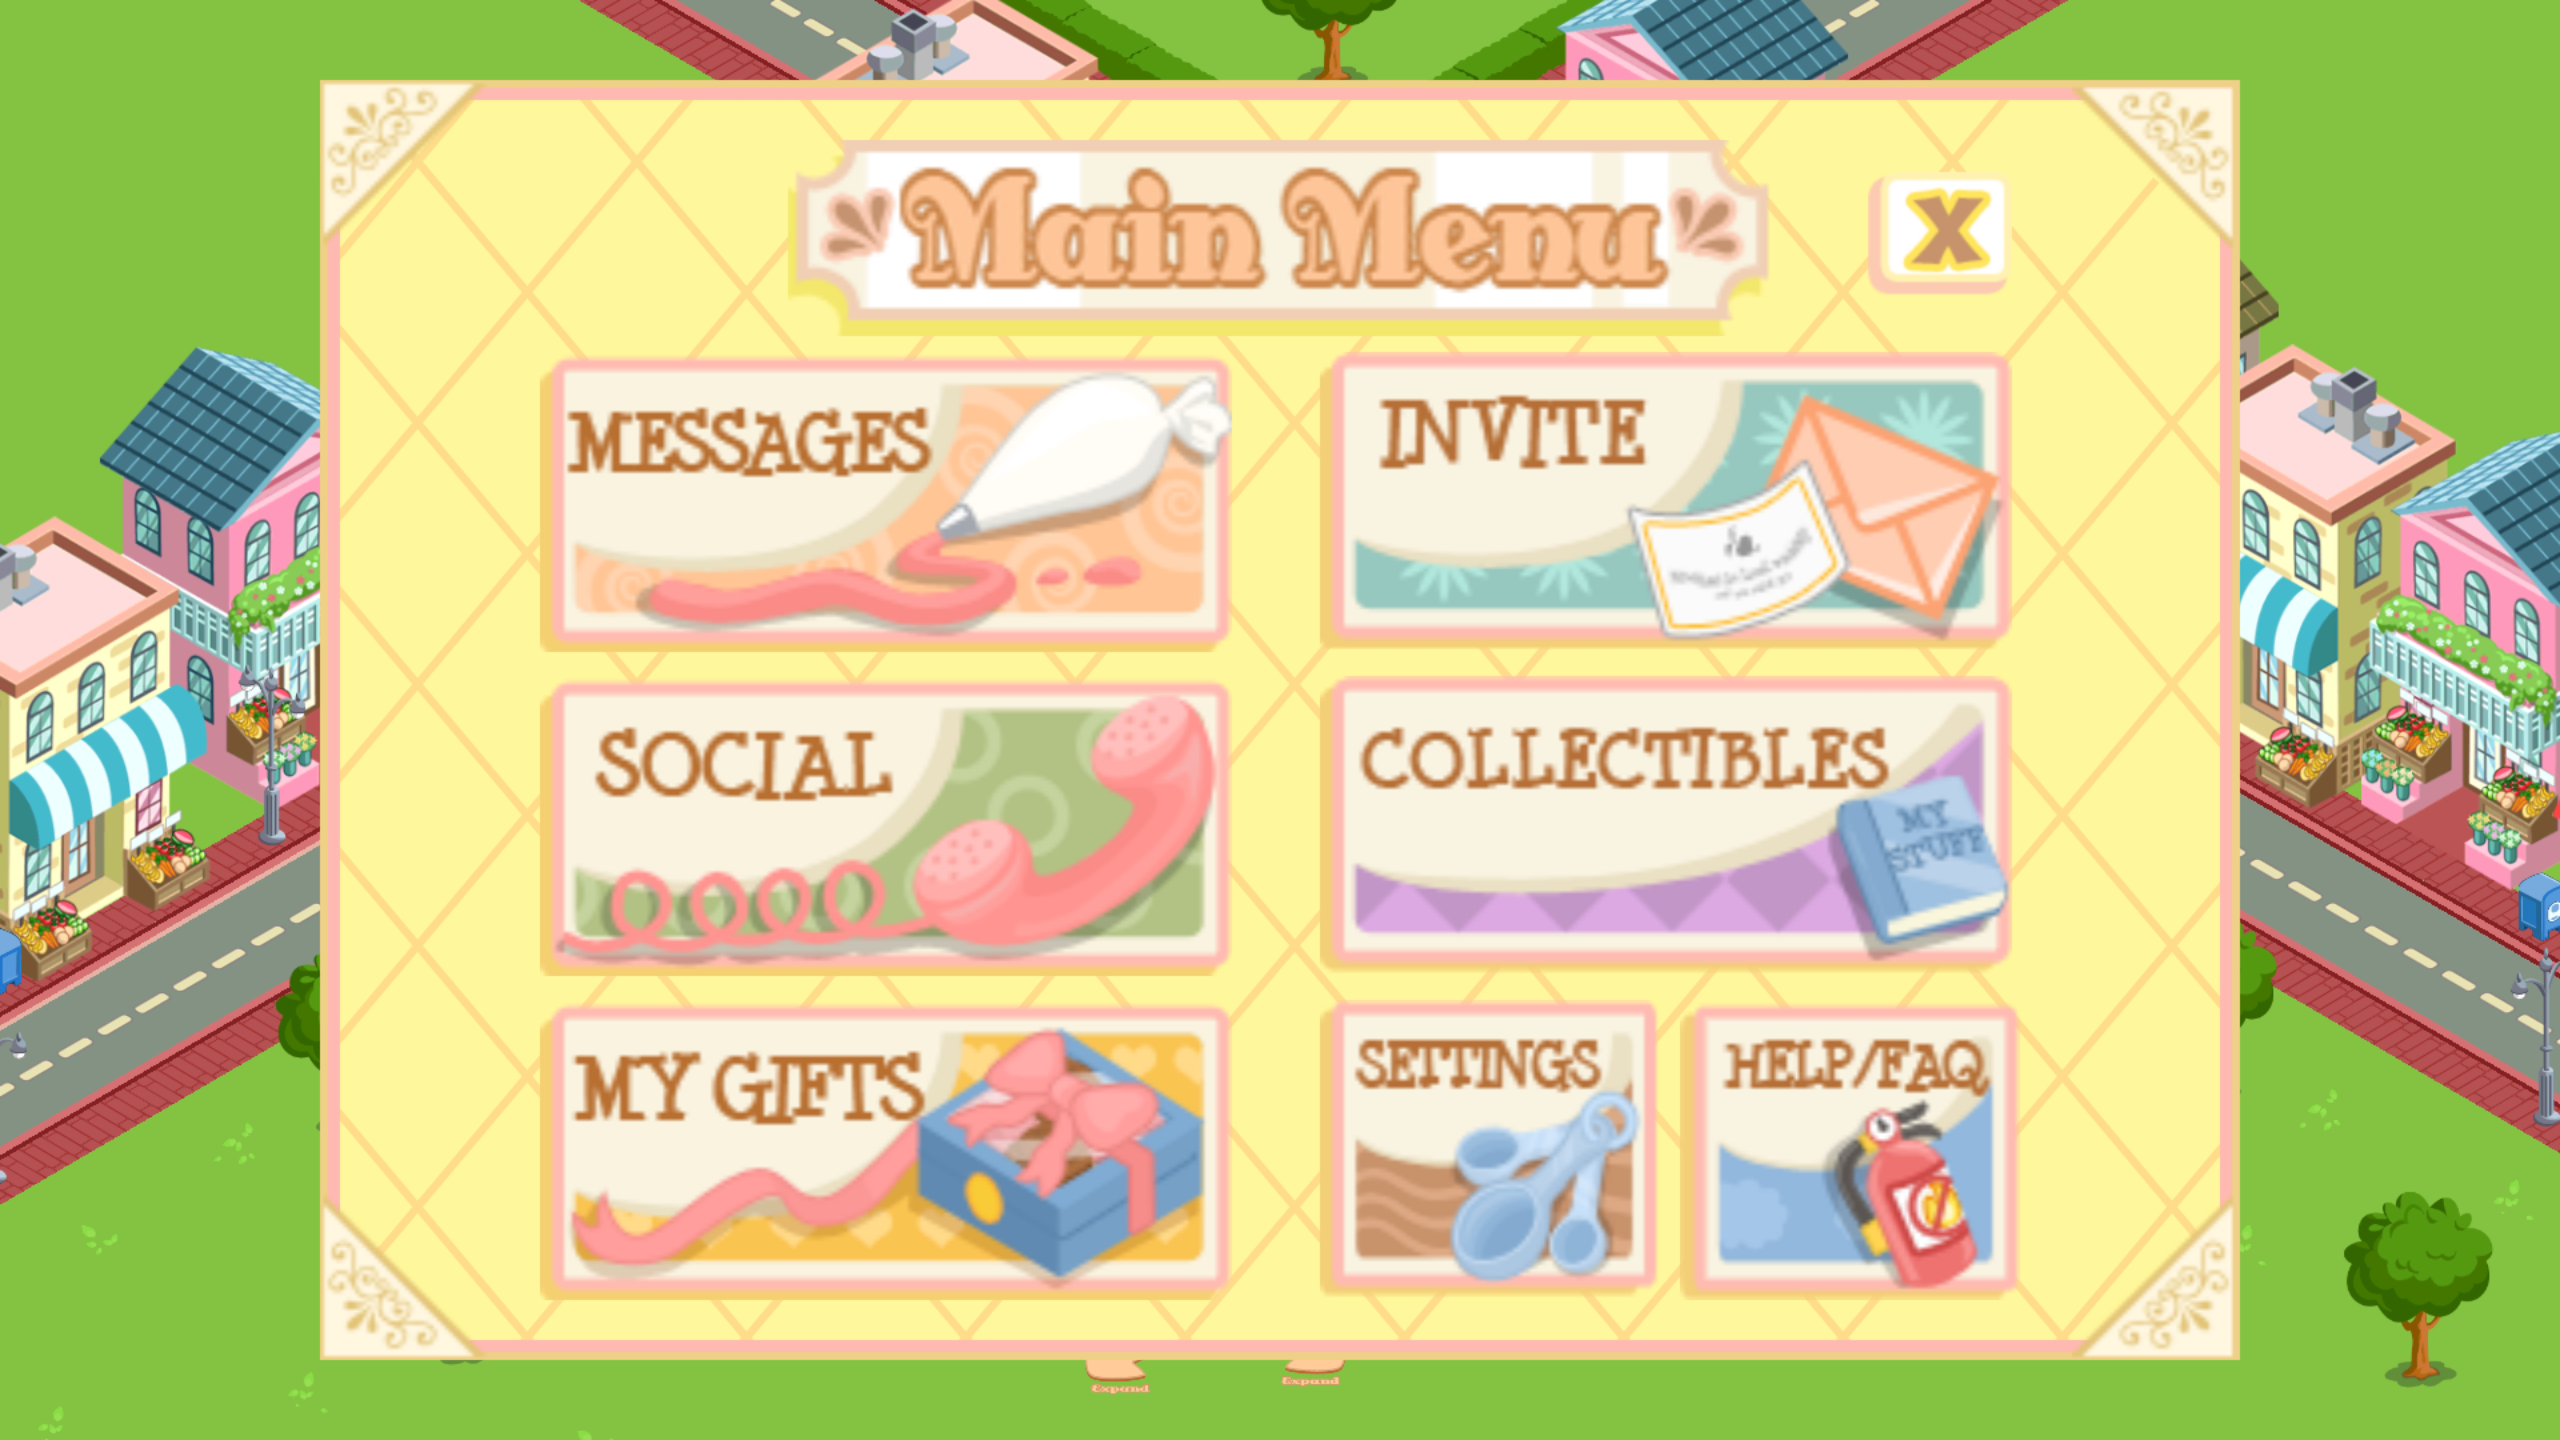 Main Menu
X
MESSAGES
INVITE
SOCIAL
COLLECTIBLES
MY
STUFF
MY GIFTS
SETTINGS
HELP/FAQ
Expand
Expand